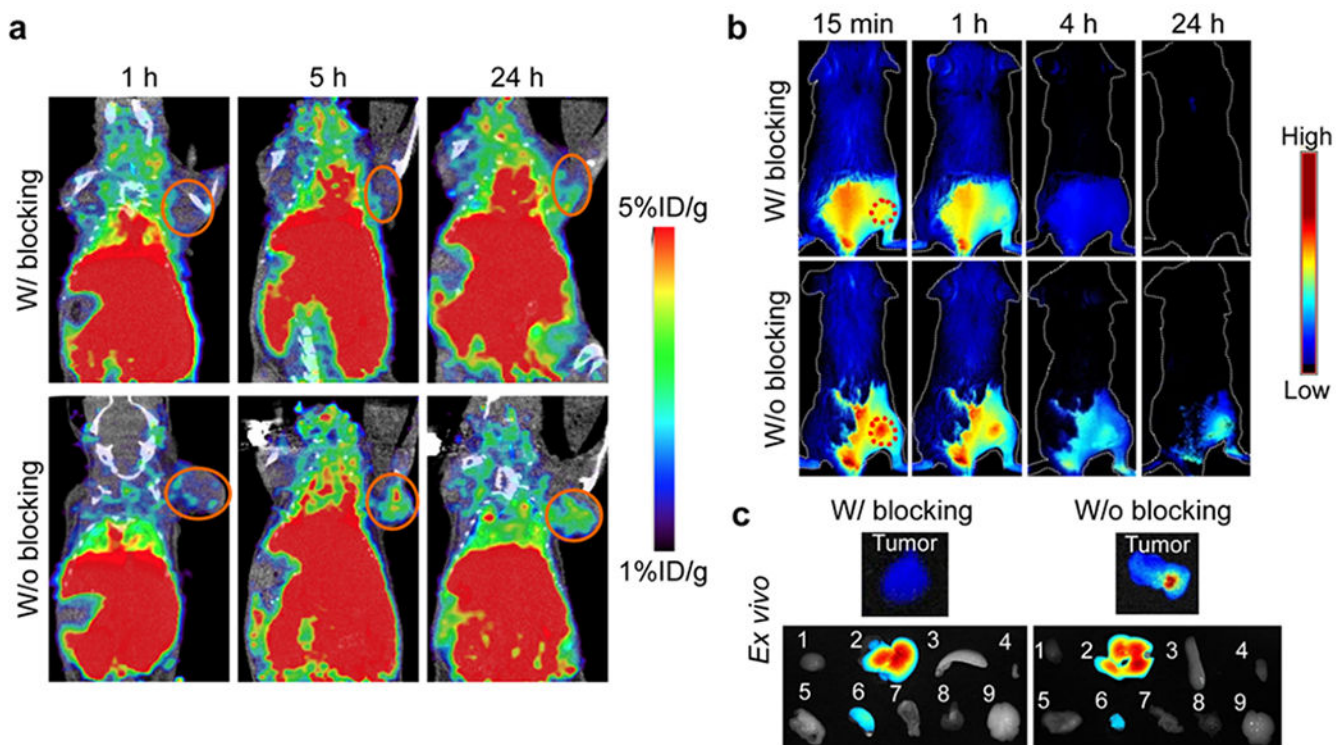 a
1 h 5 h 24 h
W/ blocking
W/o blocking
5%ID/g
1%ID/g
b
15 min 1 h 4 h 24 h
W/ blocking
W/o blocking
High
Low
c
W/ blocking W/o blocking
Ex vivo
Tumor Tumor
1 2 3 4 1 2 3 4
5 6 7 8 9 5 6 7 8 9